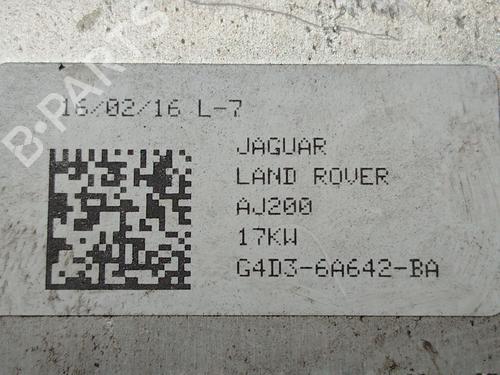 16/02/16 L-7
JAGUAR
LAND ROVER
AJ200
17KW
G4D3-6A642-BA
B-PARTS